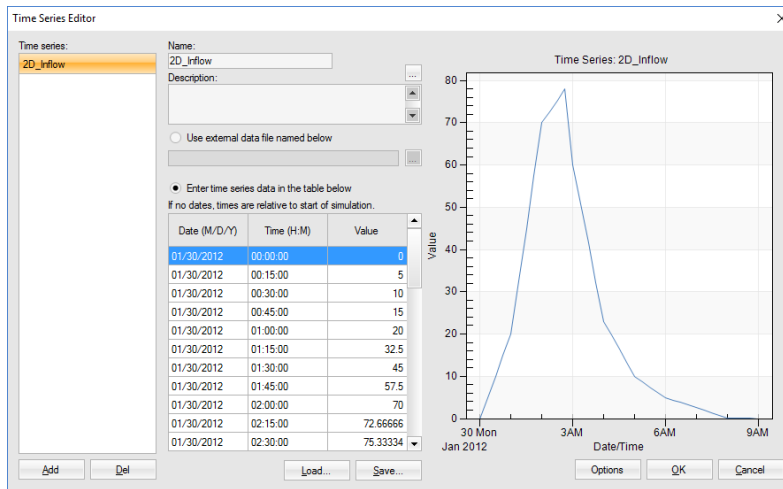 Time Series Editor
Time series:
2D_Inflow
Add
Del
Name:
2D_Inflow
...
Description:
Use external data file named below
...
Enter time series data in the table below
If no dates, times are relative to start of simulation.
Date (M/D/Y) Time (H:M) Value
01/30/2012 00:00:00 0
01/30/2012 00:15:00 5
01/30/2012 00:30:00 10
01/30/2012 00:45:00 15
01/30/2012 01:00:00 20
01/30/2012 01:15:00 32.5
01/30/2012 01:30:00 45
01/30/2012 01:45:00 57.5
01/30/2012 02:00:00 70
01/30/2012 02:15:00 72.66666
01/30/2012 02:30:00 75.33334
Load...
Save...
Time Series: 2D_Inflow
80
70
60
50
40
30
20
10
0
Value
30 Mon 3AM 6AM 9AM
Jan 2012
Date/Time
Options
OK
Cancel